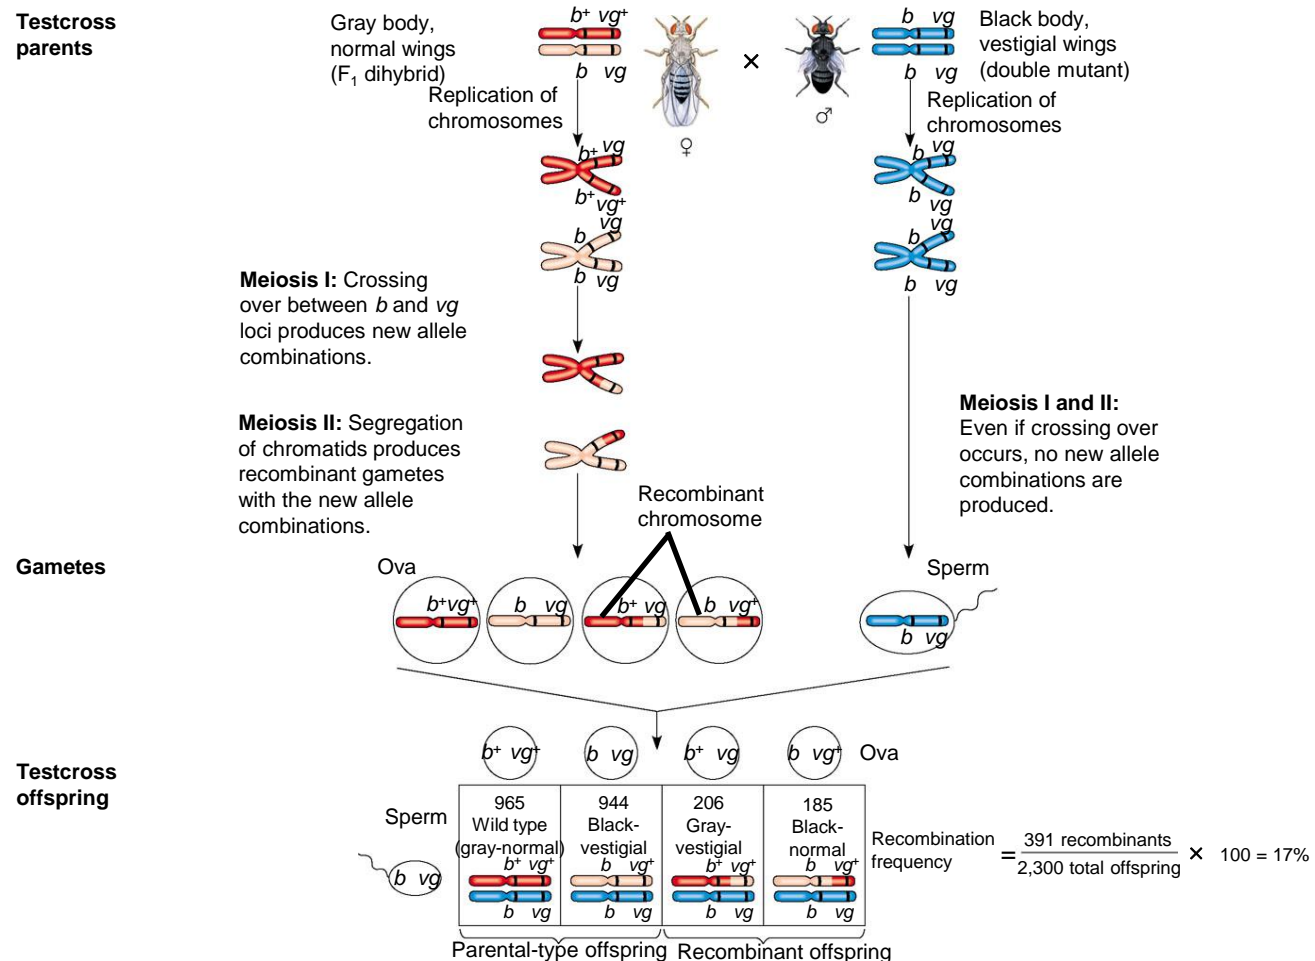 Testcross
parents
Gray body,
normal wings
(F₁ dihybrid)
b⁺ vg⁺
b vg
×
♀
♂
b vg
b vg
Black body,
vestigial wings
(double mutant)
Replication of
chromosomes
Replication of
chromosomes
b⁺ vg
b⁺ vg⁺
b vg
b vg
b vg
b vg
b vg
b vg
Meiosis I: Crossing
over between b and vg
loci produces new allele
combinations.
Meiosis II: Segregation
of chromatids produces
recombinant gametes
with the new allele
combinations.
Meiosis I and II:
Even if crossing over
occurs, no new allele
combinations are
produced.
Recombinant
chromosome
Gametes
Ova
Sperm
b⁺vg⁺
b vg
b⁺ vg
b vg⁺
b vg
b⁺ vg⁺
b vg
b⁺ vg
b vg⁺
Ova
Testcross
offspring
Sperm
b vg
965
Wild type
(gray-normal)
b⁺ vg⁺
b vg
944
Black-
vestigial
b vg⁺
b vg
206
Gray-
vestigial
b⁺ vg⁺
b vg
185
Black-
normal
b vg⁺
b vg
Recombination
frequency
= 391 recombinants
2,300 total offspring
× 100 = 17%
Parental-type offspring
Recombinant offspring